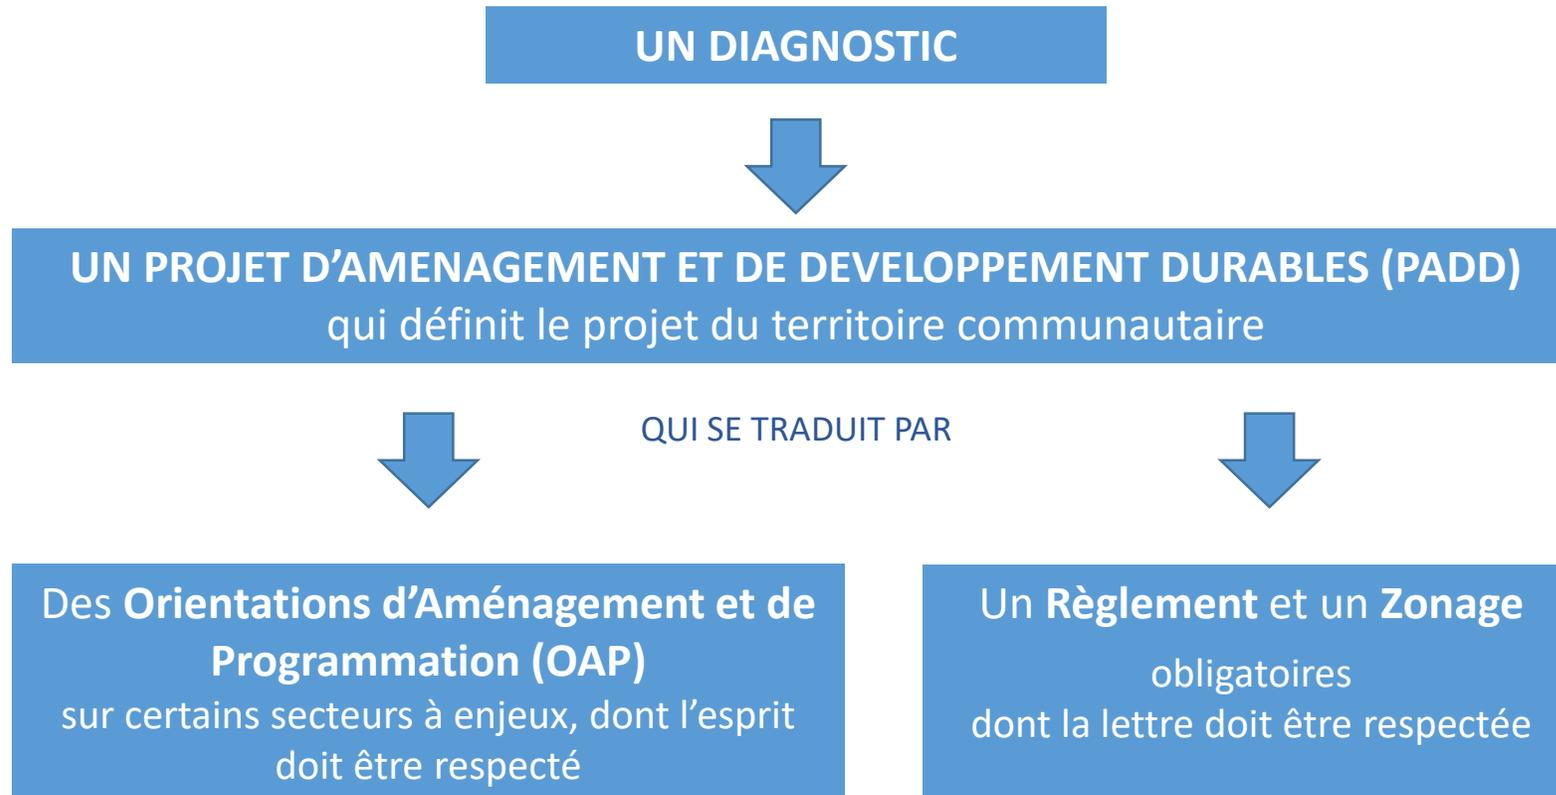 UN DIAGNOSTIC
UN PROJET D’AMENAGEMENT ET DE DEVELOPPEMENT DURABLES (PADD)
qui définit le projet du territoire communautaire
QUI SE TRADUIT PAR
Des Orientations d’Aménagement et de
Programmation (OAP)
sur certains secteurs à enjeux, dont l’esprit
doit être respecté
Un Règlement et un Zonage
obligatoires
dont la lettre doit être respectée